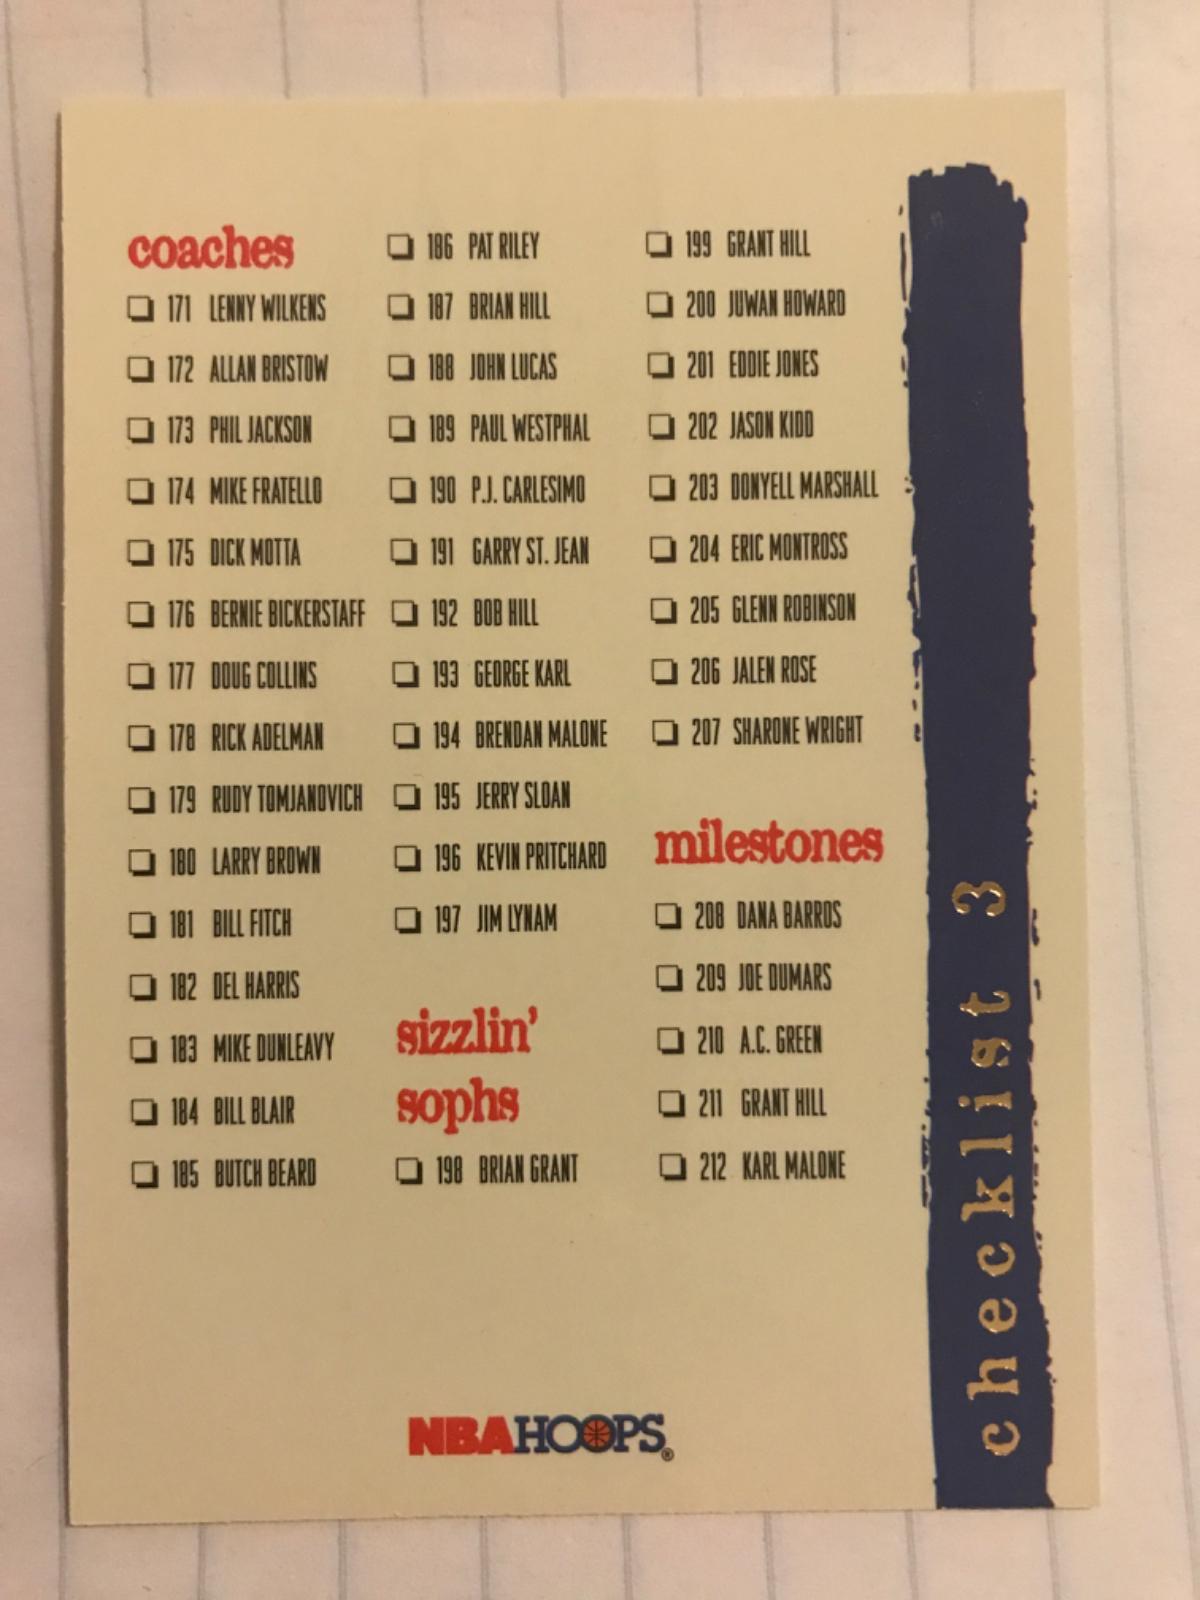 coaches
171 LENNY WILKENS
172 ALLAN BRISTOW
173 PHIL JACKSON
174 MIKE FRATELLO
175 DICK MOTTA
176 BERNIE BICKERSTAFF
177 DOUG COLLINS
178 RICK ADELMAN
179 RUDY TOMJANOVICH
180 LARRY BROWN
181 BILL FITCH
182 DEL HARRIS
183 MIKE DUNLEAVY
184 BILL BLAIR
185 BUTCH BEARD
186 PAT RILEY
187 BRIAN HILL
188 JOHN LUCAS
189 PAUL WESTPHAL
190 P.J. CARLESIMO
191 GARRY ST. JEAN
192 BOB HILL
193 GEORGE KARL
194 BRENDAN MALONE
195 JERRY SLOAN
196 KEVIN PRITCHARD
197 JIM LYNAM
sizzlin'
sophs
198 BRIAN GRANT
199 GRANT HILL
200 JUWAN HOWARD
201 EDDIE JONES
202 JASON KIDD
203 DONYELL MARSHALL
204 ERIC MONTROSS
205 GLENN ROBINSON
206 JALEN ROSE
207 SHARONE WRIGHT
milestones
208 DANA BARROS
209 JOE DUMARS
210 A.C. GREEN
211 GRANT HILL
212 KARL MALONE
checklist 3
NBA HOOPS®